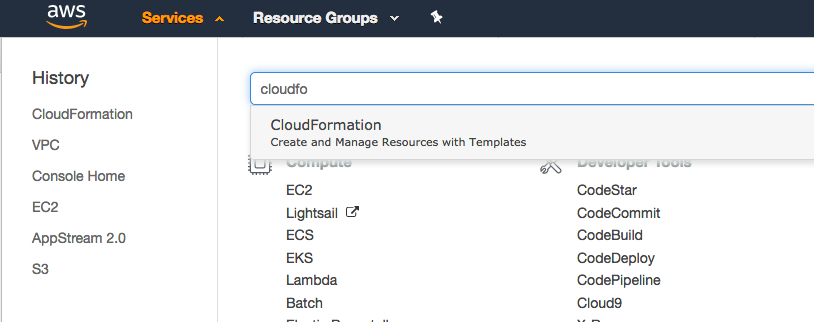 aws
Services
Resource Groups
History
CloudFormation
VPC
Console Home
EC2
AppStream 2.0
S3
cloudfo
CloudFormation
Create and Manage Resources with Templates
Compute
EC2
Lightsail
ECS
EKS
Lambda
Batch
Developer Tools
CodeStar
CodeCommit
CodeBuild
CodeDeploy
CodePipeline
Cloud9